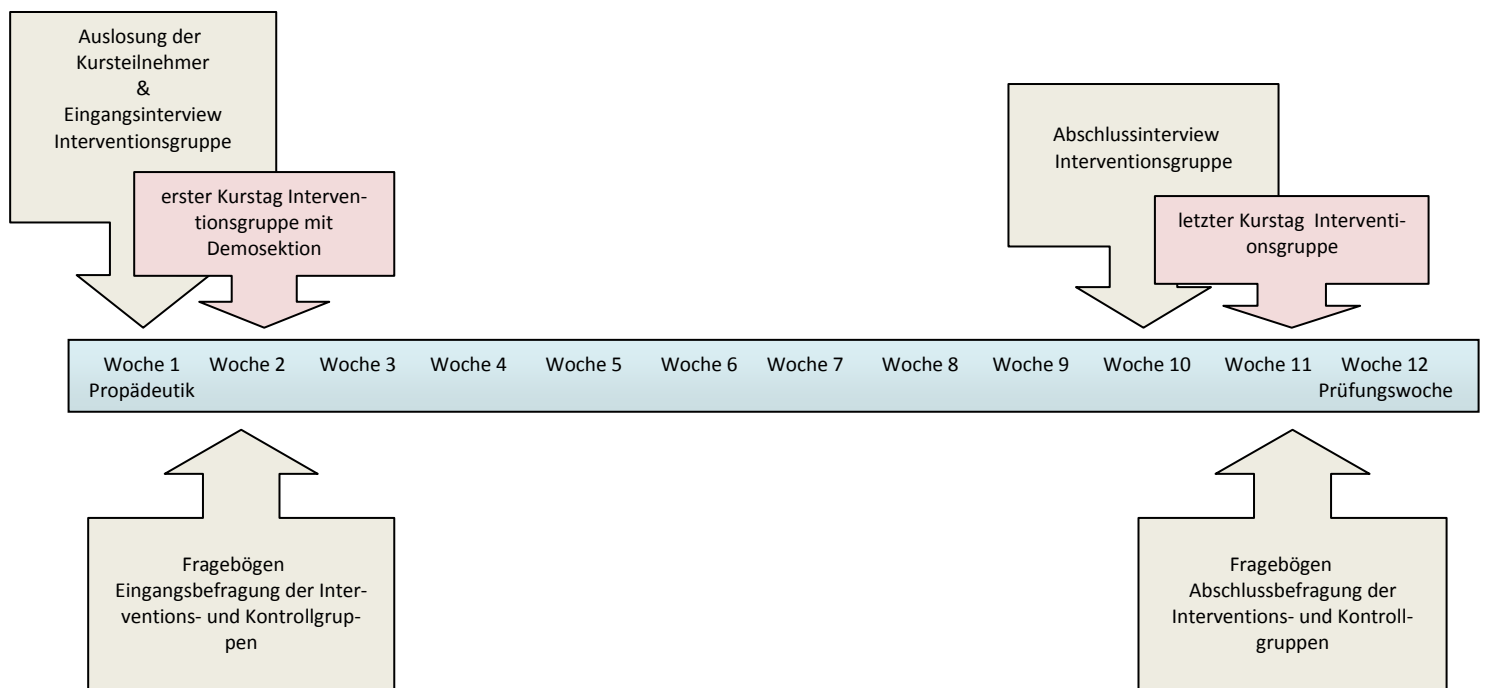 Auslosung der
Kursteilnehmer
&
Eingangsinterview
Interventionsgruppe
erster Kurstag Interven-
tionsgruppe mit
Demosektion
Abschlussinterview
Interventionsgruppe
letzter Kurstag Interventi-
onsgruppe
Woche 1 Woche 2 Woche 3 Woche 4 Woche 5 Woche 6 Woche 7 Woche 8 Woche 9 Woche 10 Woche 11 Woche 12
Propädeutik Prüfungswoche
Fragebögen
Eingangsbefragung der Inter-
ventions- und Kontrollgrup-
pen
Fragebögen
Abschlussbefragung der
Interventions- und Kontroll-
gruppen